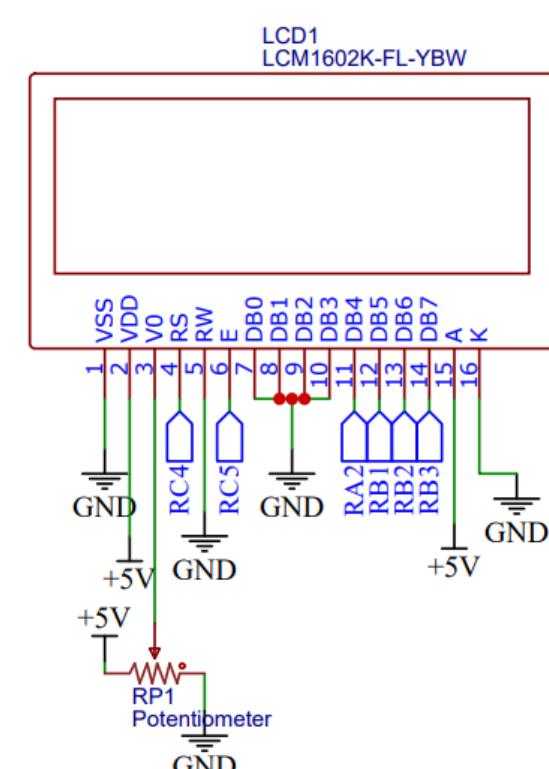 LCD1
LCM1602K-FL-YBW
VSS
VDD
V0
RS
RW
E
DB0
DB1
DB2
DB3
DB4
DB5
DB6
DB7
A
K
1
2
3
4
5
6
7
8
9
10
11
12
13
14
15
16
RC4
RC5
RA2
RB1
RB2
RB3
GND
GND
GND
GND
+5V
+5V
+5V
RP1
Potentiometer
GND